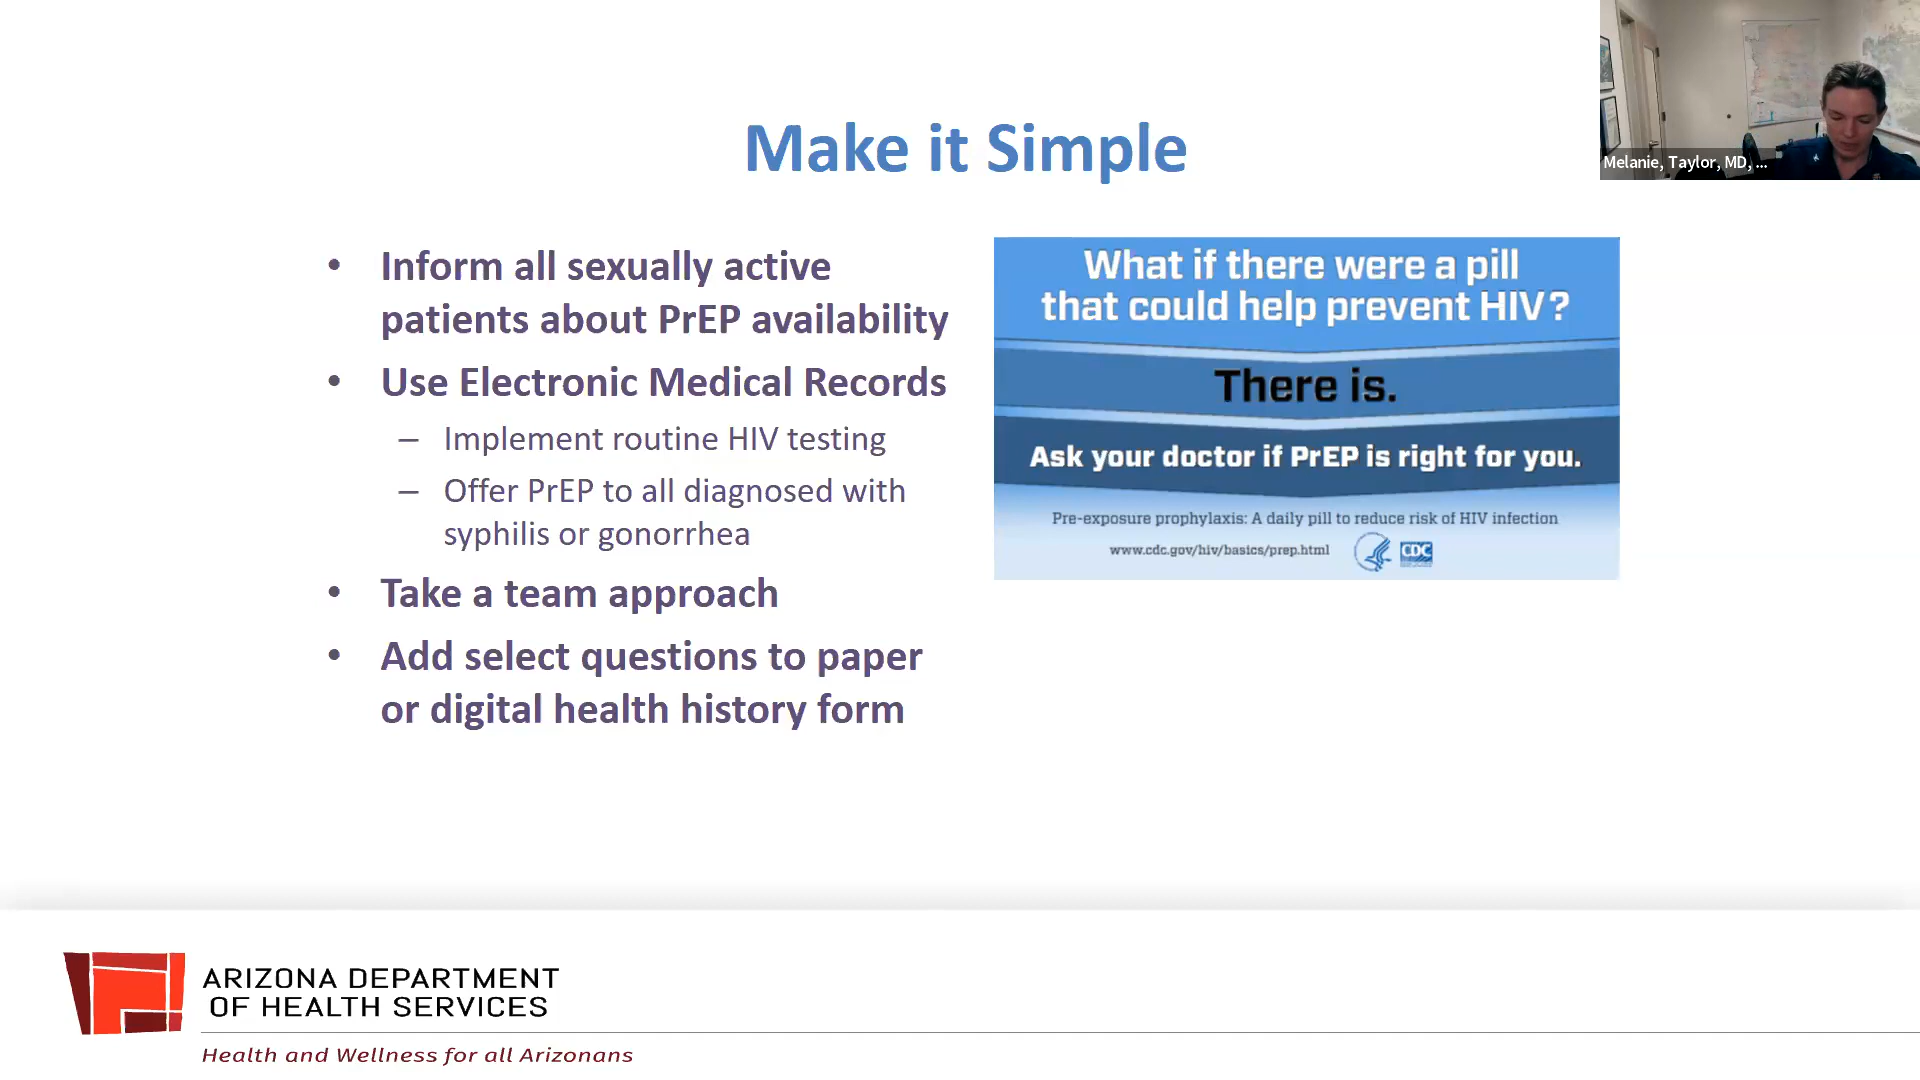 Make it Simple
Melanie, Taylor, MD, ...
• Inform all sexually active
patients about PrEP availability
• Use Electronic Medical Records
– Implement routine HIV testing
– Offer PrEP to all diagnosed with
syphilis or gonorrhea
• Take a team approach
• Add select questions to paper
or digital health history form
What if there were a pill
that could help prevent HIV?
There is.
Ask your doctor if PrEP is right for you.
Pre-exposure prophylaxis: A daily pill to reduce risk of HIV infection
www.cdc.gov/hiv/basics/prep.html
CDC
ARIZONA DEPARTMENT
OF HEALTH SERVICES
Health and Wellness for all Arizonans